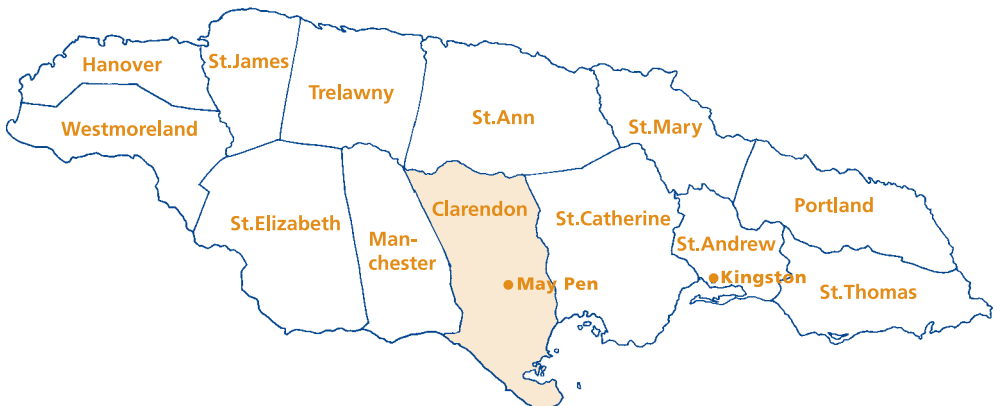 Hanover
St.James
Trelawny
St.Ann
St.Mary
Westmoreland
St.Elizabeth
Man-
chester
Clarendon
St.Catherine
St.Andrew
Portland
May Pen
Kingston
St.Thomas